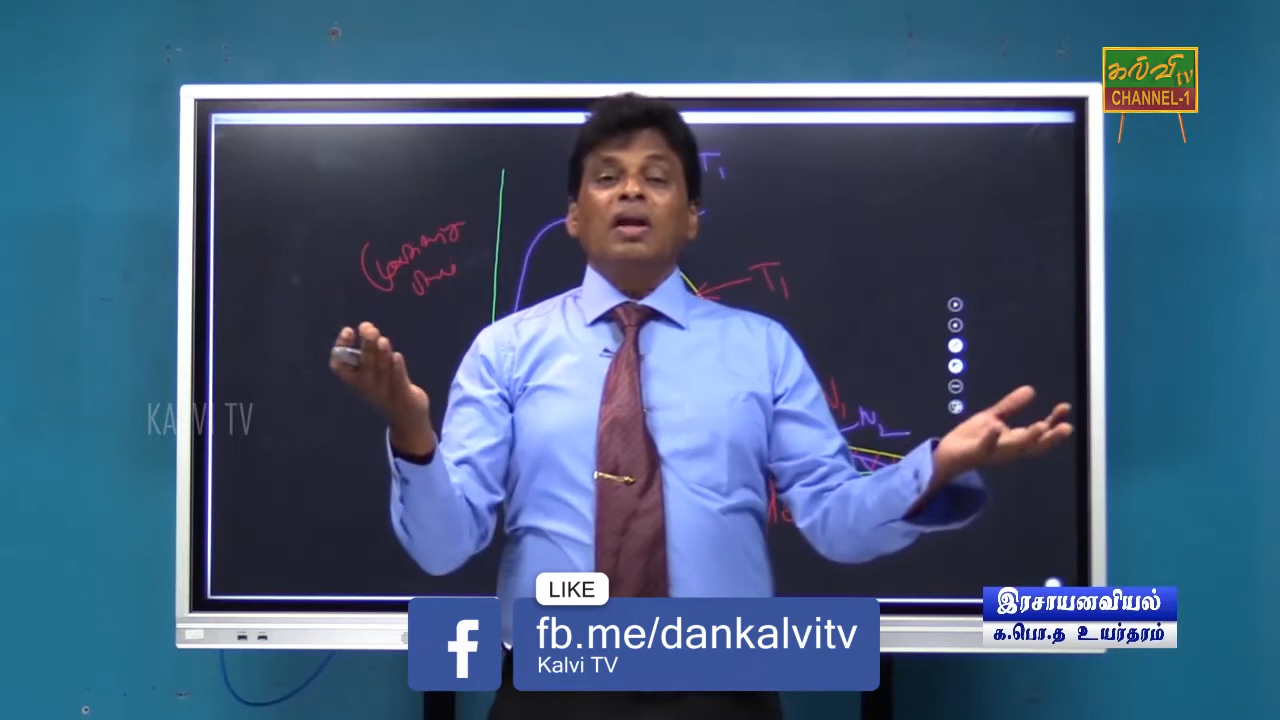 கல்வி TV
CHANNEL-1
T₁
T₁
N₂
KALVI TV
LIKE
fb.me/dankalvitv
Kalvi TV
இரசாயனவியல்
க.பொ.த உயர்தரம்